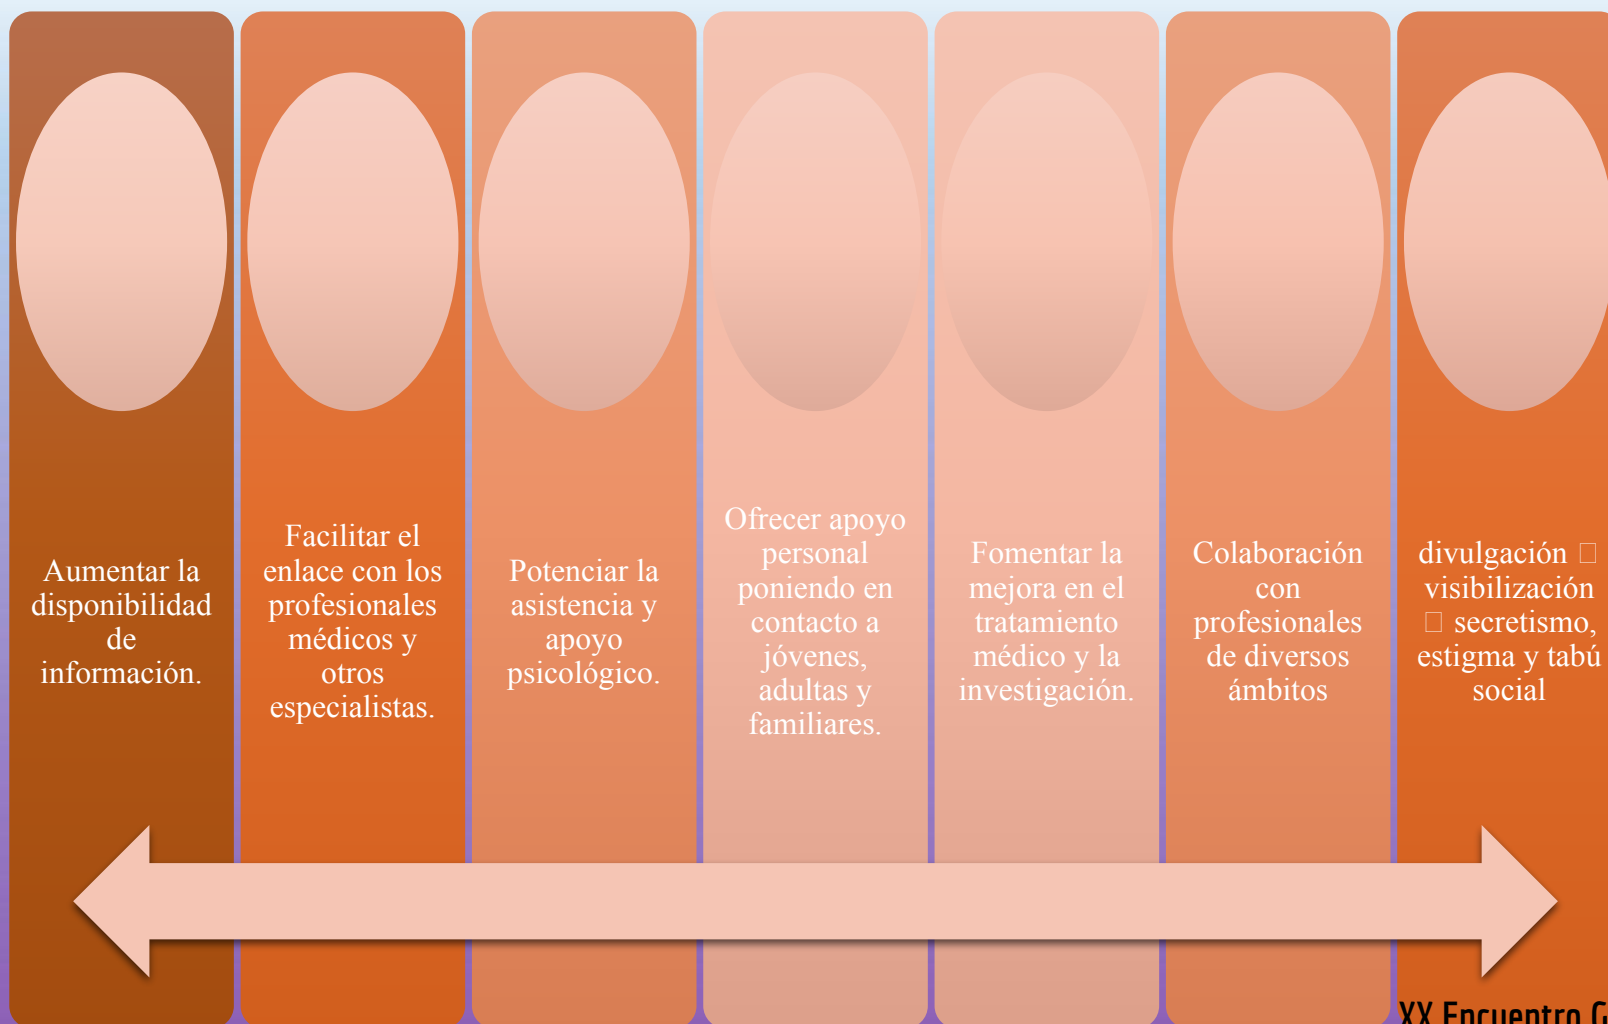 Aumentar la
disponibilidad
de
información.
Facilitar el
enlace con los
profesionales
médicos y
otros
especialistas.
Potenciar la
asistencia y
apoyo
psicológico.
Ofrecer apoyo
personal
poniendo en
contacto a
jóvenes,
adultas y
familiares.
Fomentar la
mejora en el
tratamiento
médico y la
investigación.
Colaboración
con
profesionales
de diversos
ámbitos
divulgación □
visibilización
□ secretismo,
estigma y tabú
social
XX Encuentro G